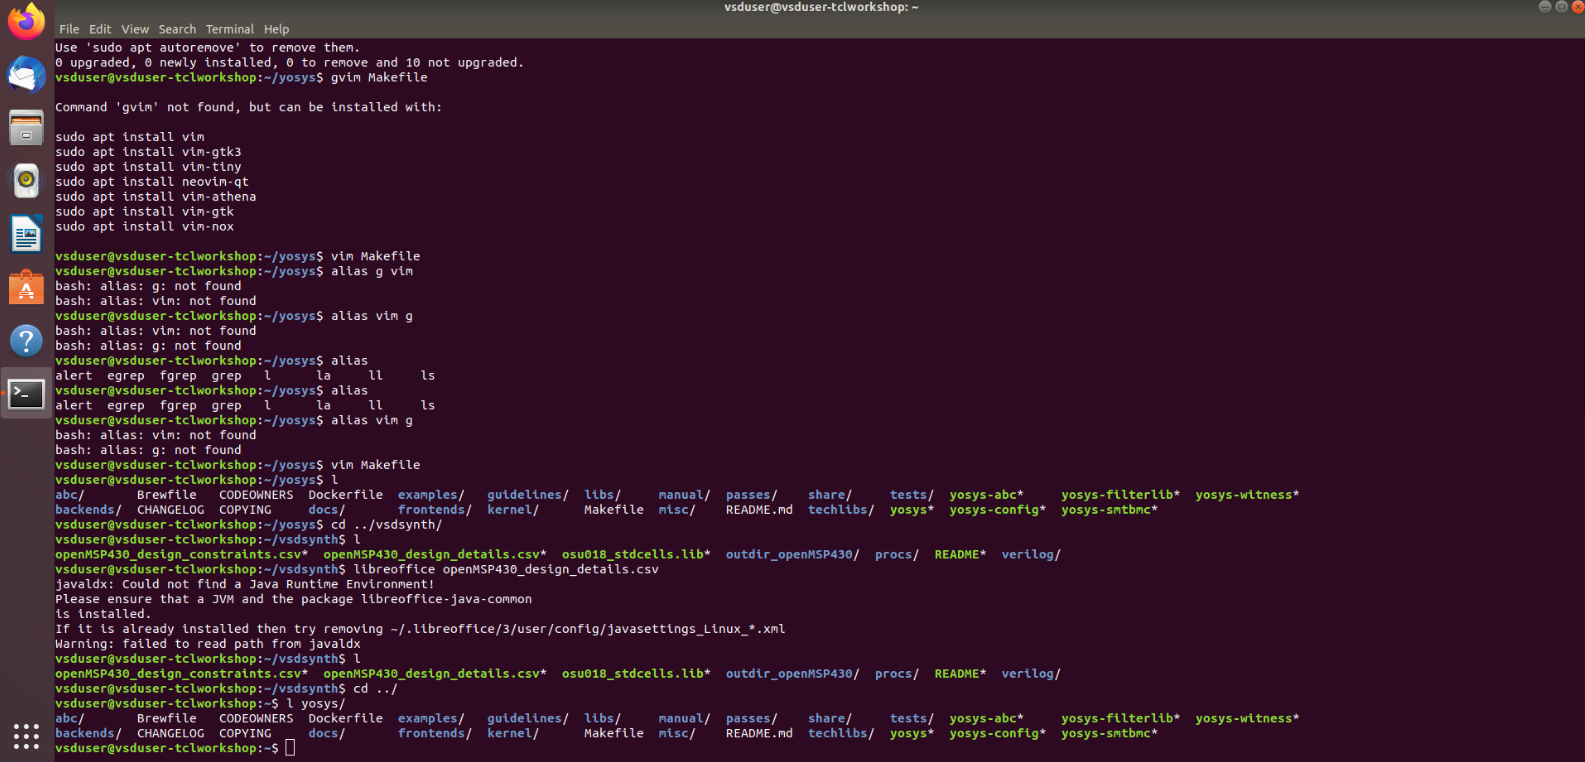 vsduser@vsduser-tclworkshop: ~
File Edit View Search Terminal Help
Use 'sudo apt autoremove' to remove them.
0 upgraded, 0 newly installed, 0 to remove and 10 not upgraded.
vsduser@vsduser-tclworkshop:~/yosys$ gvim Makefile
Command 'gvim' not found, but can be installed with:
sudo apt install vim
sudo apt install vim-gtk3
sudo apt install vim-tiny
sudo apt install neovim-qt
sudo apt install vim-athena
sudo apt install vim-gtk
sudo apt install vim-nox
vsduser@vsduser-tclworkshop:~/yosys$ vim Makefile
vsduser@vsduser-tclworkshop:~/yosys$ alias g vim
bash: alias: g: not found
bash: alias: vim: not found
vsduser@vsduser-tclworkshop:~/yosys$ alias vim g
bash: alias: vim: not found
bash: alias: g: not found
vsduser@vsduser-tclworkshop:~/yosys$ alias
alert egrep fgrep grep l la ll ls
vsduser@vsduser-tclworkshop:~/yosys$ alias
alert egrep fgrep grep l la ll ls
vsduser@vsduser-tclworkshop:~/yosys$ alias vim g
bash: alias: vim: not found
bash: alias: g: not found
vsduser@vsduser-tclworkshop:~/yosys$ vim Makefile
vsduser@vsduser-tclworkshop:~/yosys$ l
abc/ Brewfile CODEOWNERS Dockerfile examples/ guidelines/ libs/ manual/ passes/ share/ tests/ yosys-abc* yosys-filterlib* yosys-witness*
backends/ CHANGELOG COPYING docs/ frontends/ kernel/ Makefile misc/ README.md techlibs/ yosys* yosys-config* yosys-smtbmc*
vsduser@vsduser-tclworkshop:~/yosys$ cd ../vsdsynth/
vsduser@vsduser-tclworkshop:~/vsdsynth$ l
openMSP430_design_constraints.csv* openMSP430_design_details.csv* osu018_stdcells.lib* outdir_openMSP430/ procs/ README* verilog/
vsduser@vsduser-tclworkshop:~/vsdsynth$ libreoffice openMSP430_design_details.csv
javaldx: Could not find a Java Runtime Environment!
Please ensure that a JVM and the package libreoffice-java-common
is installed.
If it is already installed then try removing ~/.libreoffice/3/user/config/javasettings_Linux_*.xml
Warning: failed to read path from javaldx
vsduser@vsduser-tclworkshop:~/vsdsynth$ l
openMSP430_design_constraints.csv* openMSP430_design_details.csv* osu018_stdcells.lib* outdir_openMSP430/ procs/ README* verilog/
vsduser@vsduser-tclworkshop:~/vsdsynth$ cd ../
vsduser@vsduser-tclworkshop:~$ l yosys/
abc/ Brewfile CODEOWNERS Dockerfile examples/ guidelines/ libs/ manual/ passes/ share/ tests/ yosys-abc* yosys-filterlib* yosys-witness*
backends/ CHANGELOG COPYING docs/ frontends/ kernel/ Makefile misc/ README.md techlibs/ yosys* yosys-config* yosys-smtbmc*
vsduser@vsduser-tclworkshop:~$